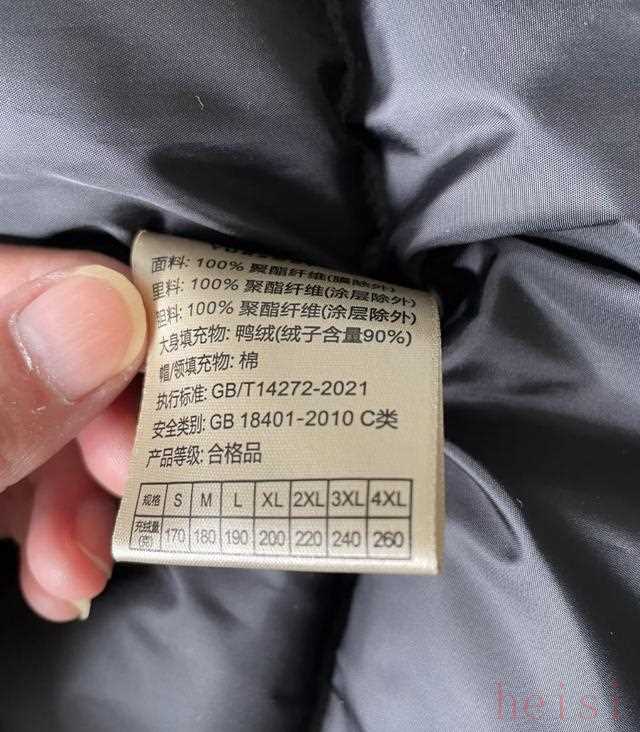 面料: 100% 聚酯纤维(膜除外)
里料: 100% 聚酯纤维(涂层除外)
胆料: 100% 聚酯纤维(涂层除外)
大身填充物: 鸭绒(绒子含量90%)
帽/领填充物: 棉
执行标准: GB/T14272-2021
安全类别: GB 18401-2010 C类
产品等级: 合格品
规格 S M L XL 2XL 3XL 4XL
充绒量(克) 170 180 190 200 220 240 260
heisi